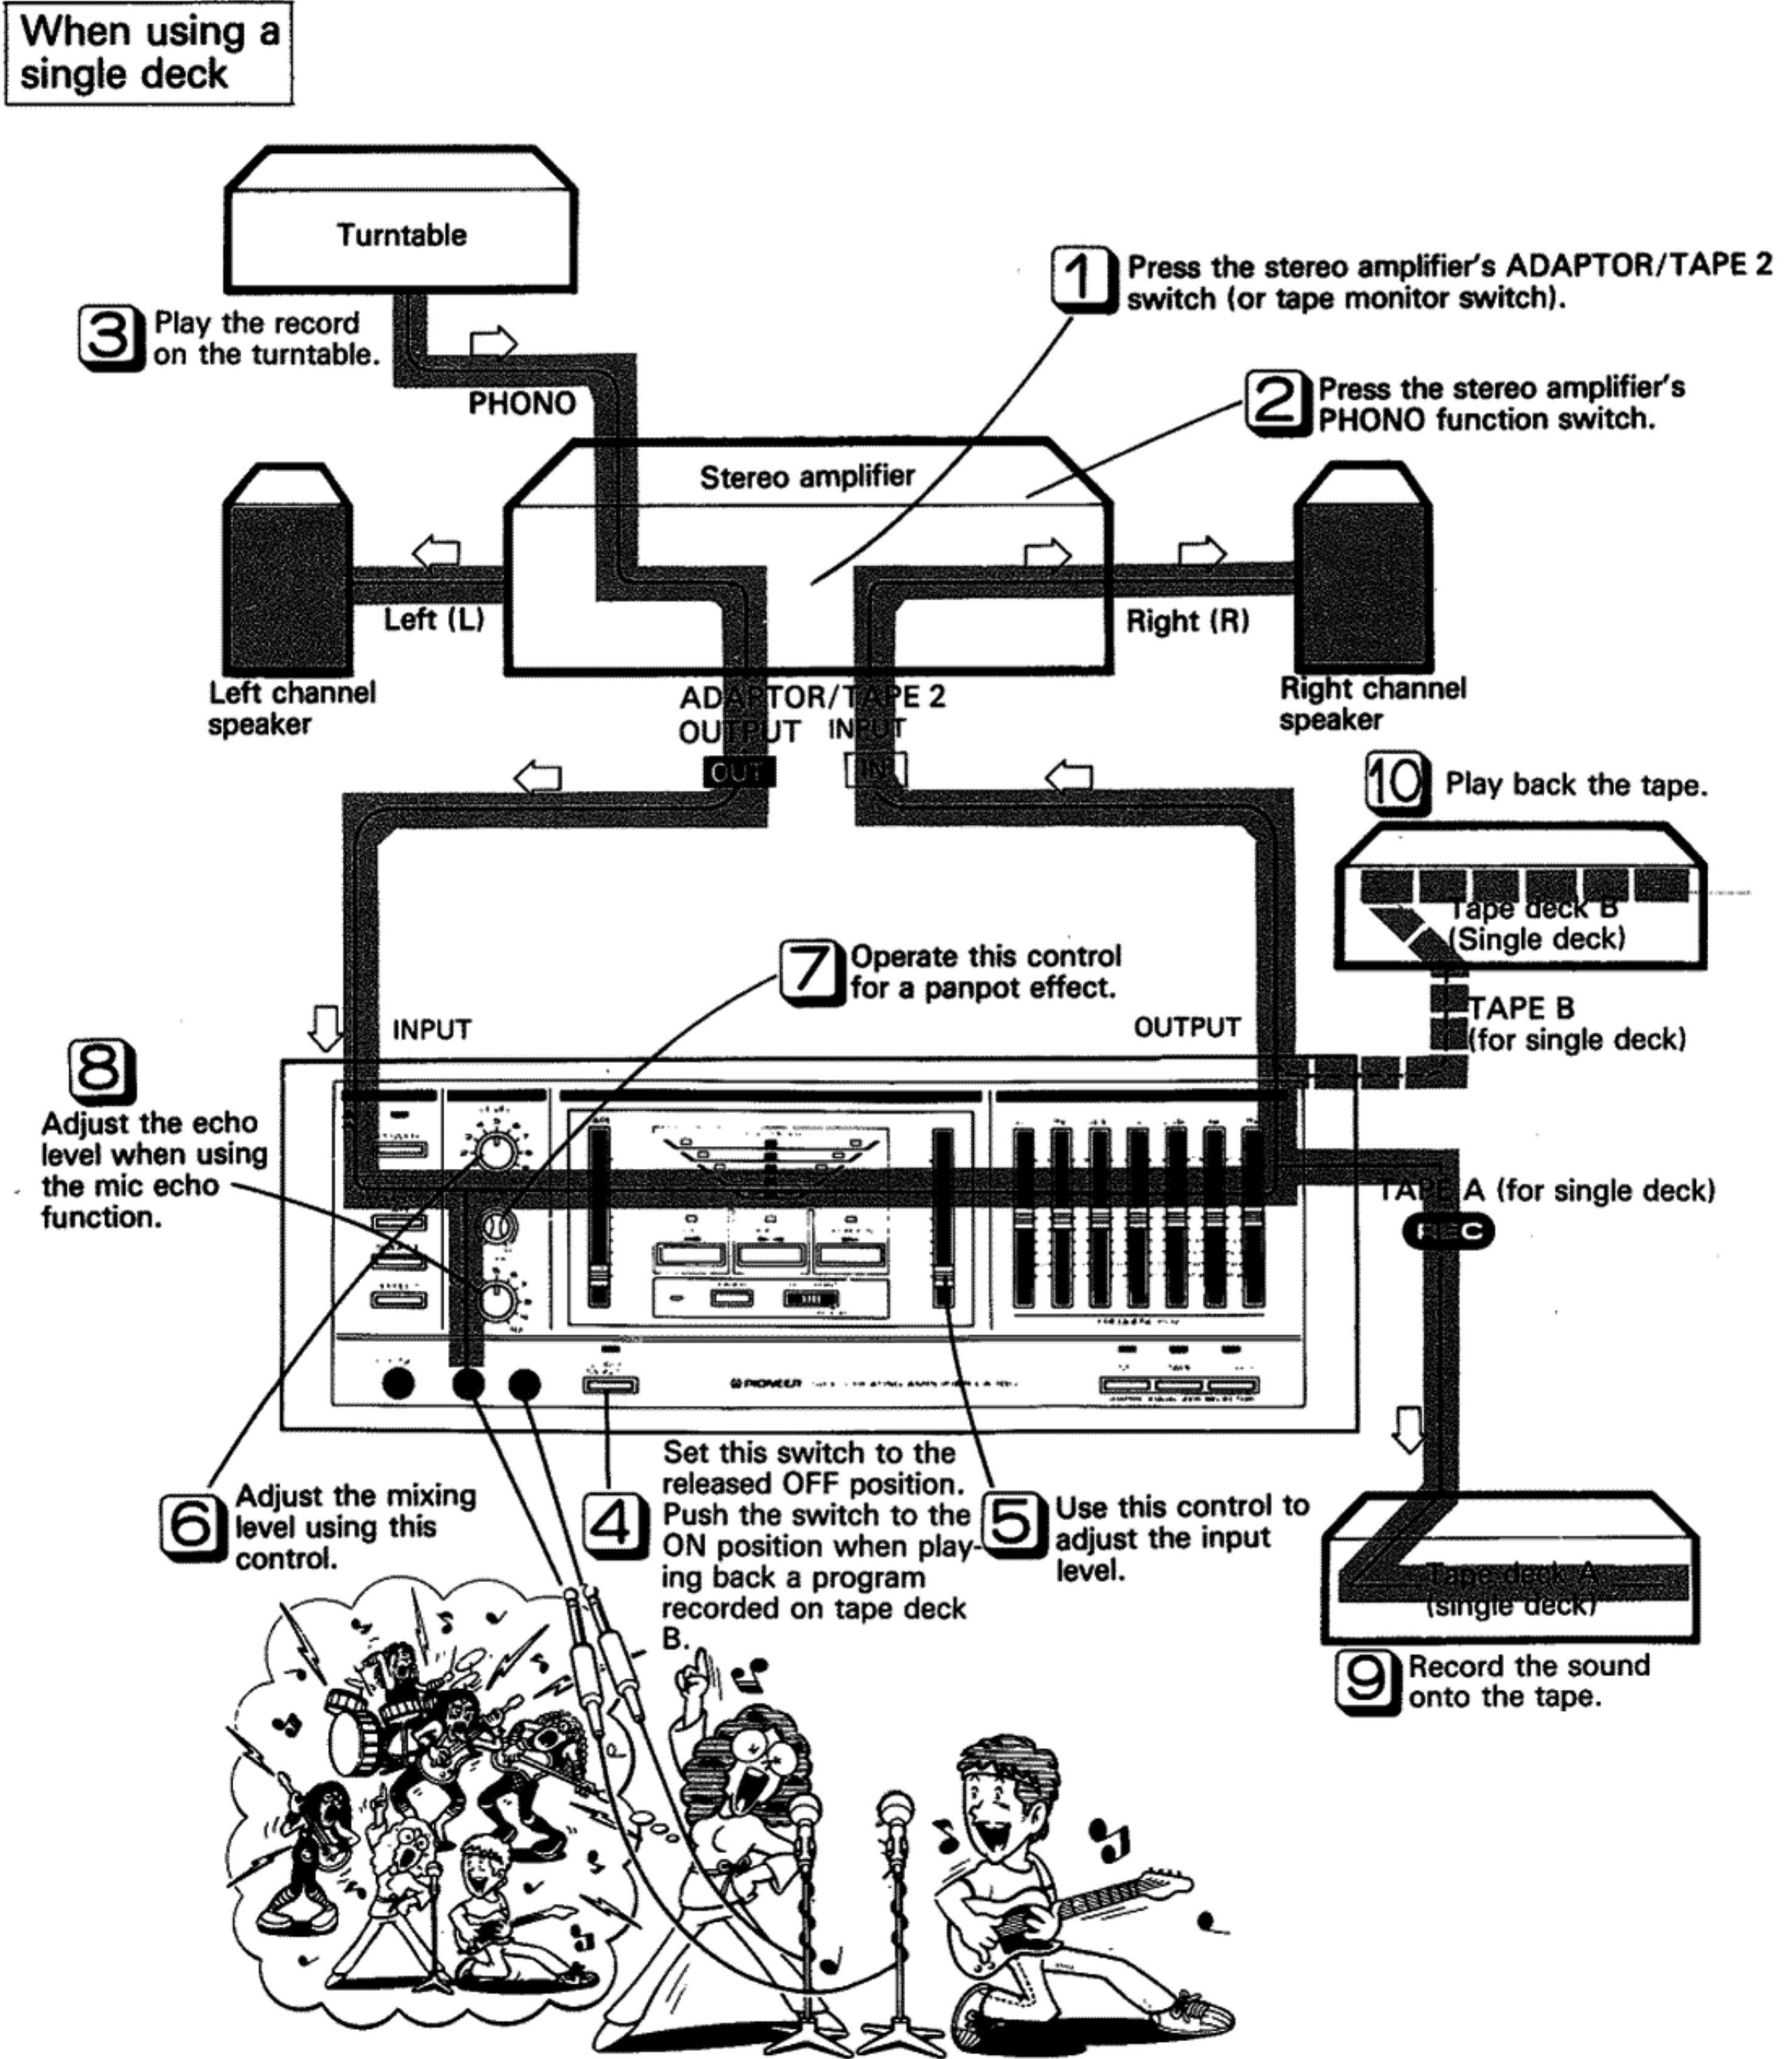 When using a
single deck
Turntable
1
Press the stereo amplifier's ADAPTOR/TAPE 2
switch (or tape monitor switch).
3
Play the record
on the turntable.
PHONO
2
Press the stereo amplifier's
PHONO function switch.
Stereo amplifier
Left (L)
Right (R)
Left channel
speaker
ADAPTOR/TAPE 2
OUTPUT INPUT
Right channel
speaker
OUT
IN
10
Play back the tape.
Tape deck B
(Single deck)
7
Operate this control
for a panpot effect.
TAPE B
(for single deck)
INPUT
OUTPUT
8
Adjust the echo
level when using
the mic echo
function.
TAPE A (for single deck)
REC
PIONEER
6
Adjust the mixing
level using this
control.
4
Set this switch to the
released OFF position.
Push the switch to the
ON position when play-
ing back a program
recorded on tape deck
B.
5
Use this control to
adjust the input
level.
Tape deck A
(single deck)
9
Record the sound
onto the tape.